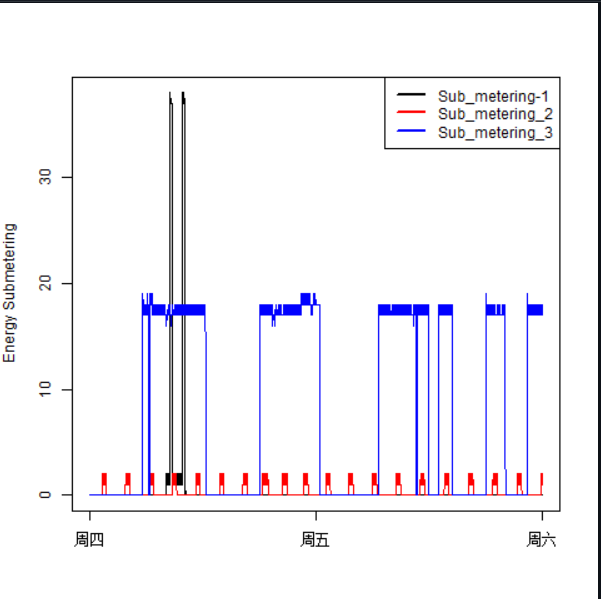 Sub_metering-1
Sub_metering_2
Sub_metering_3
Energy Submetering
30
20
10
0
周四 周五 周六